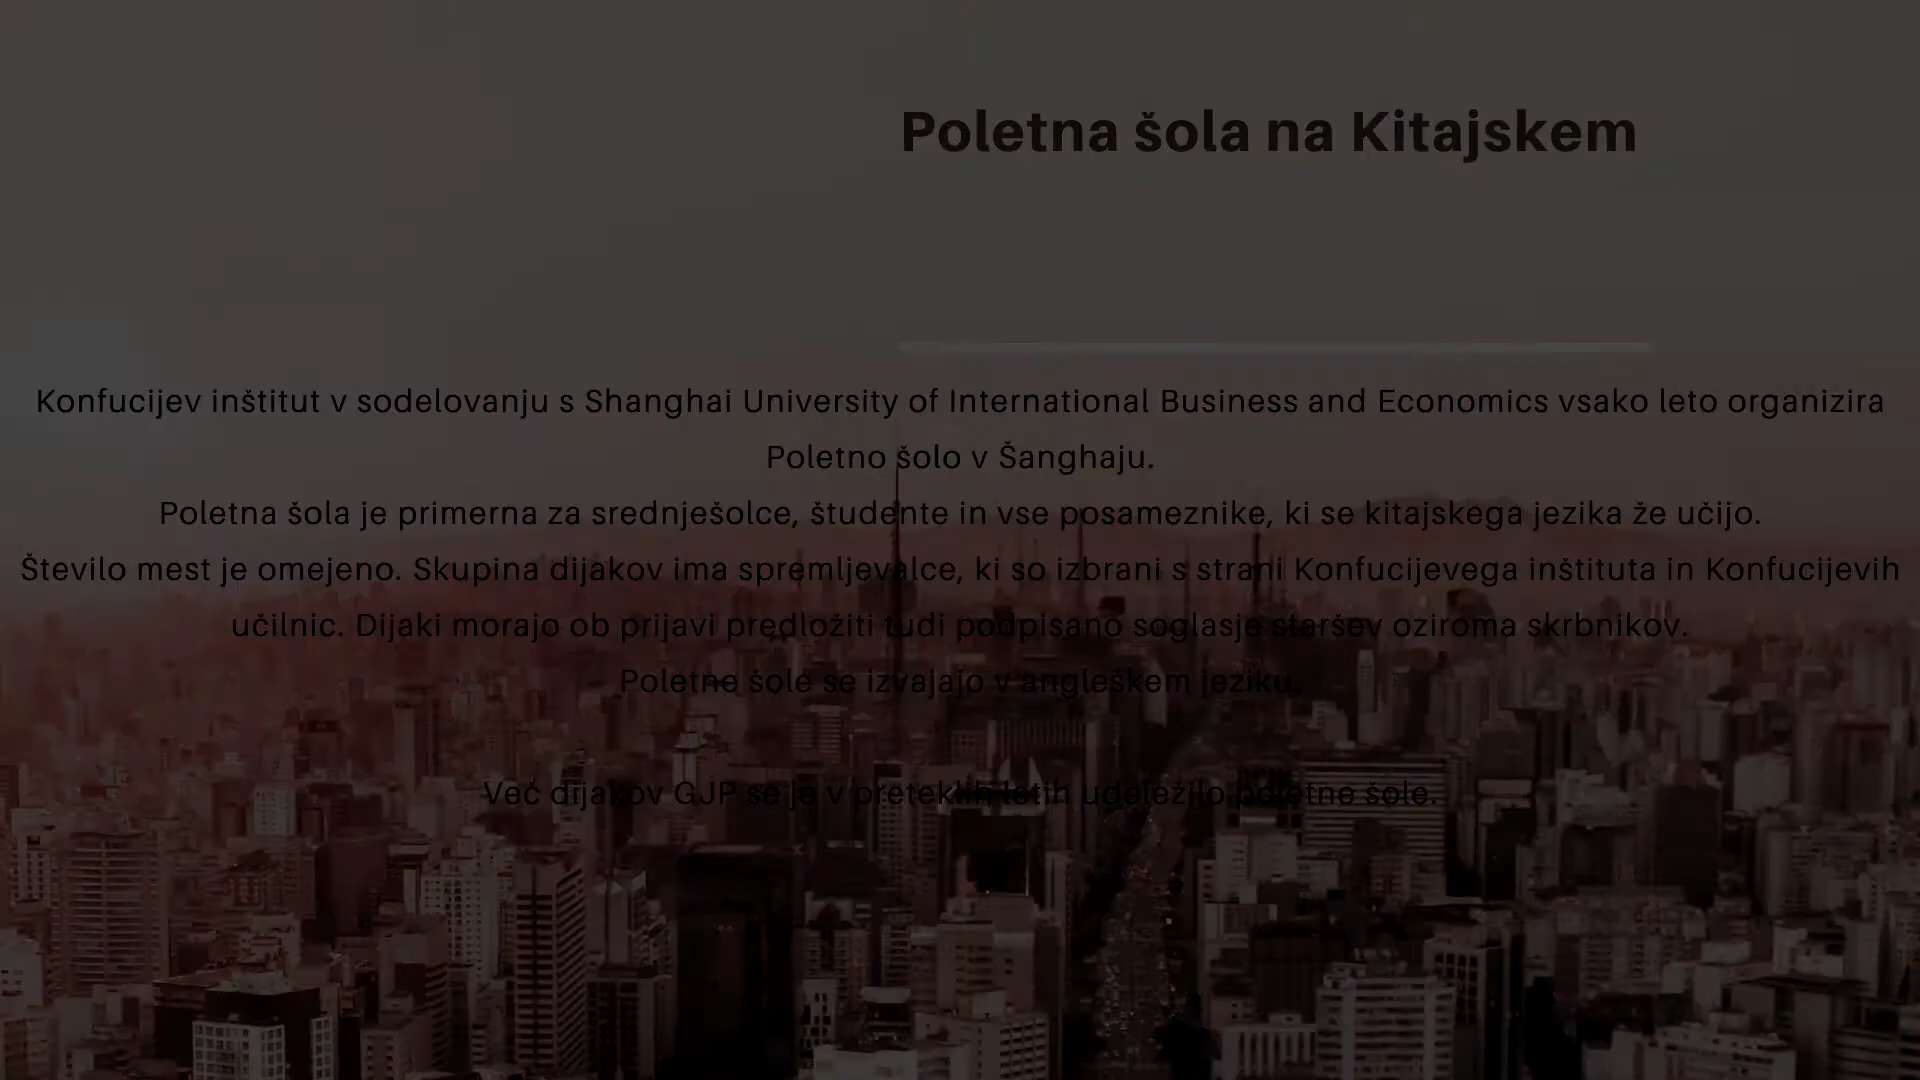 Poletna šola na Kitajskem
Konfucijev inštitut v sodelovanju s Shanghai University of International Business and Economics vsako leto organizira
Poletno šolo v Šanghaju.
Poletna šola je primerna za srednješolce, študente in vse posameznike, ki se kitajskega jezika že učijo.
Število mest je omejeno. Skupina dijakov ima spremljevalce, ki so izbrani s strani Konfucijevega inštituta in Konfucijevih
učilnic. Dijaki morajo ob prijavi predložiti tudi podpisano soglasje staršev oziroma skrbnikov.
Poletne šole se izvajajo v angleškem jeziku.
Več dijakov GJP se je v preteklih letih udeležilo poletne šole.